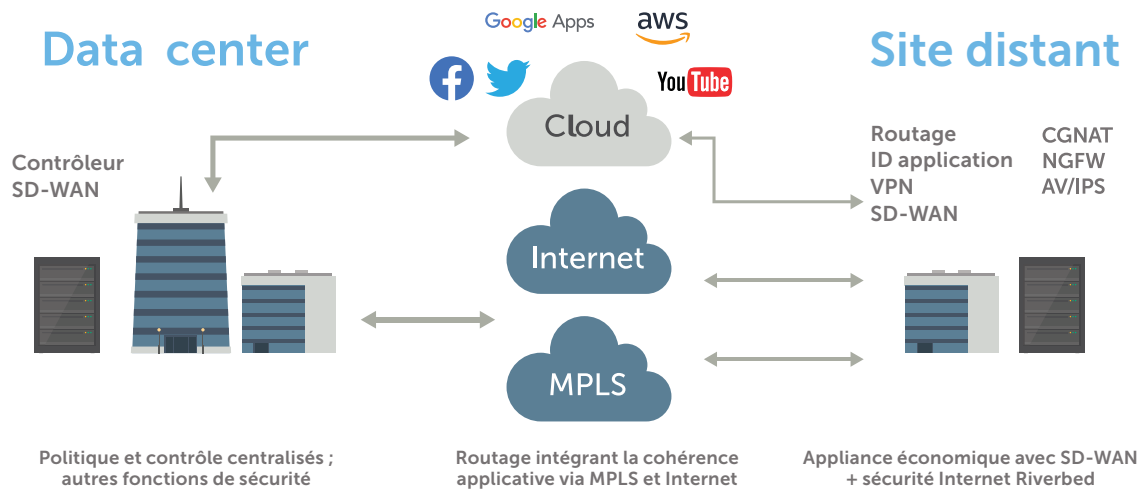 Google Apps
aws
Data center
Site distant
You Tube
Cloud
Contrôleur
SD-WAN
Routage
ID application
VPN
SD-WAN
CGNAT
NGFW
AV/IPS
Internet
MPLS
Politique et contrôle centralisés ;
autres fonctions de sécurité
Routage intégrant la cohérence
applicative via MPLS et Internet
Appliance économique avec SD-WAN
+ sécurité Internet Riverbed